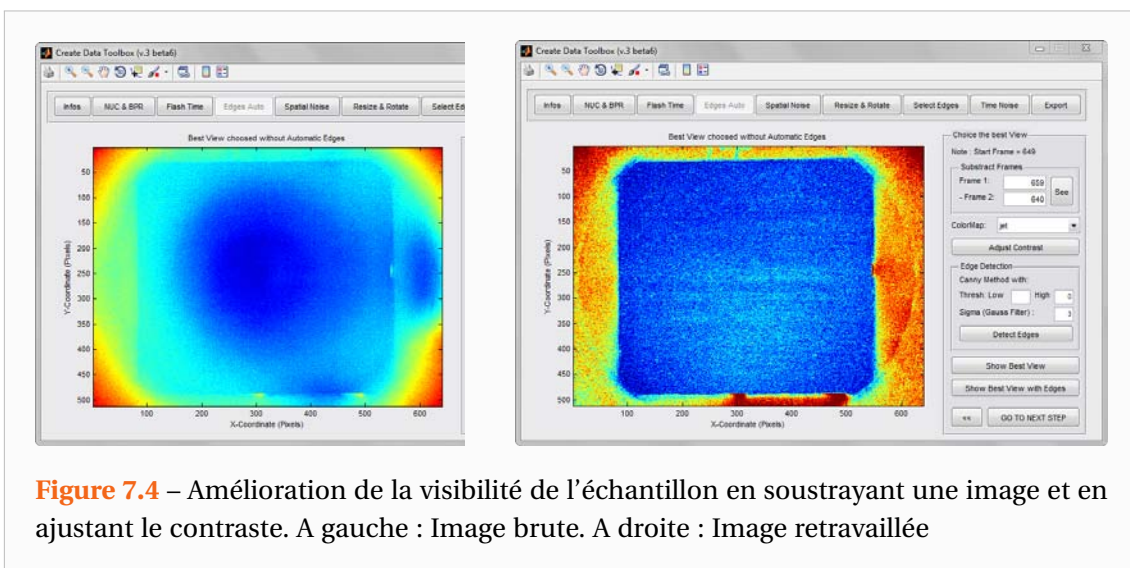 Create Data Toolbox (v.3 beta6)
Infos NUC & BPR Flash Time Edges Auto Spatial Noise Resize & Rotate Select Ed
Best View choosed without Automatic Edges
50
100
150
200
250
300
350
400
450
500
Y-Coordinate (Pixels)
100 200 300 400 500 600
X-Coordinate (Pixels)
Create Data Toolbox (v.3 beta6)
Infos NUC & BPR Flash Time Edges Auto Spatial Noise Resize & Rotate Select Edges Time Noise Export
Best View choosed without Automatic Edges
50
100
150
200
250
300
350
400
450
500
Y-Coordinate (Pixels)
100 200 300 400 500 600
X-Coordinate (Pixels)
Choice the best View
Note : Start Frame = 649
Substract Frames
Frame 1: 659
- Frame 2: 640
See
ColorMap: jet
Adjust Contrast
Edge Detection
Canny Method with:
Thresh. Low High 0
Sigma (Gauss Filter) : 3
Detect Edges
Show Best View
Show Best View with Edges
<< GO TO NEXT STEP
Figure 7.4 – Amélioration de la visibilité de l'échantillon en soustrayant une image et en
ajustant le contraste. A gauche : Image brute. A droite : Image retravaillée